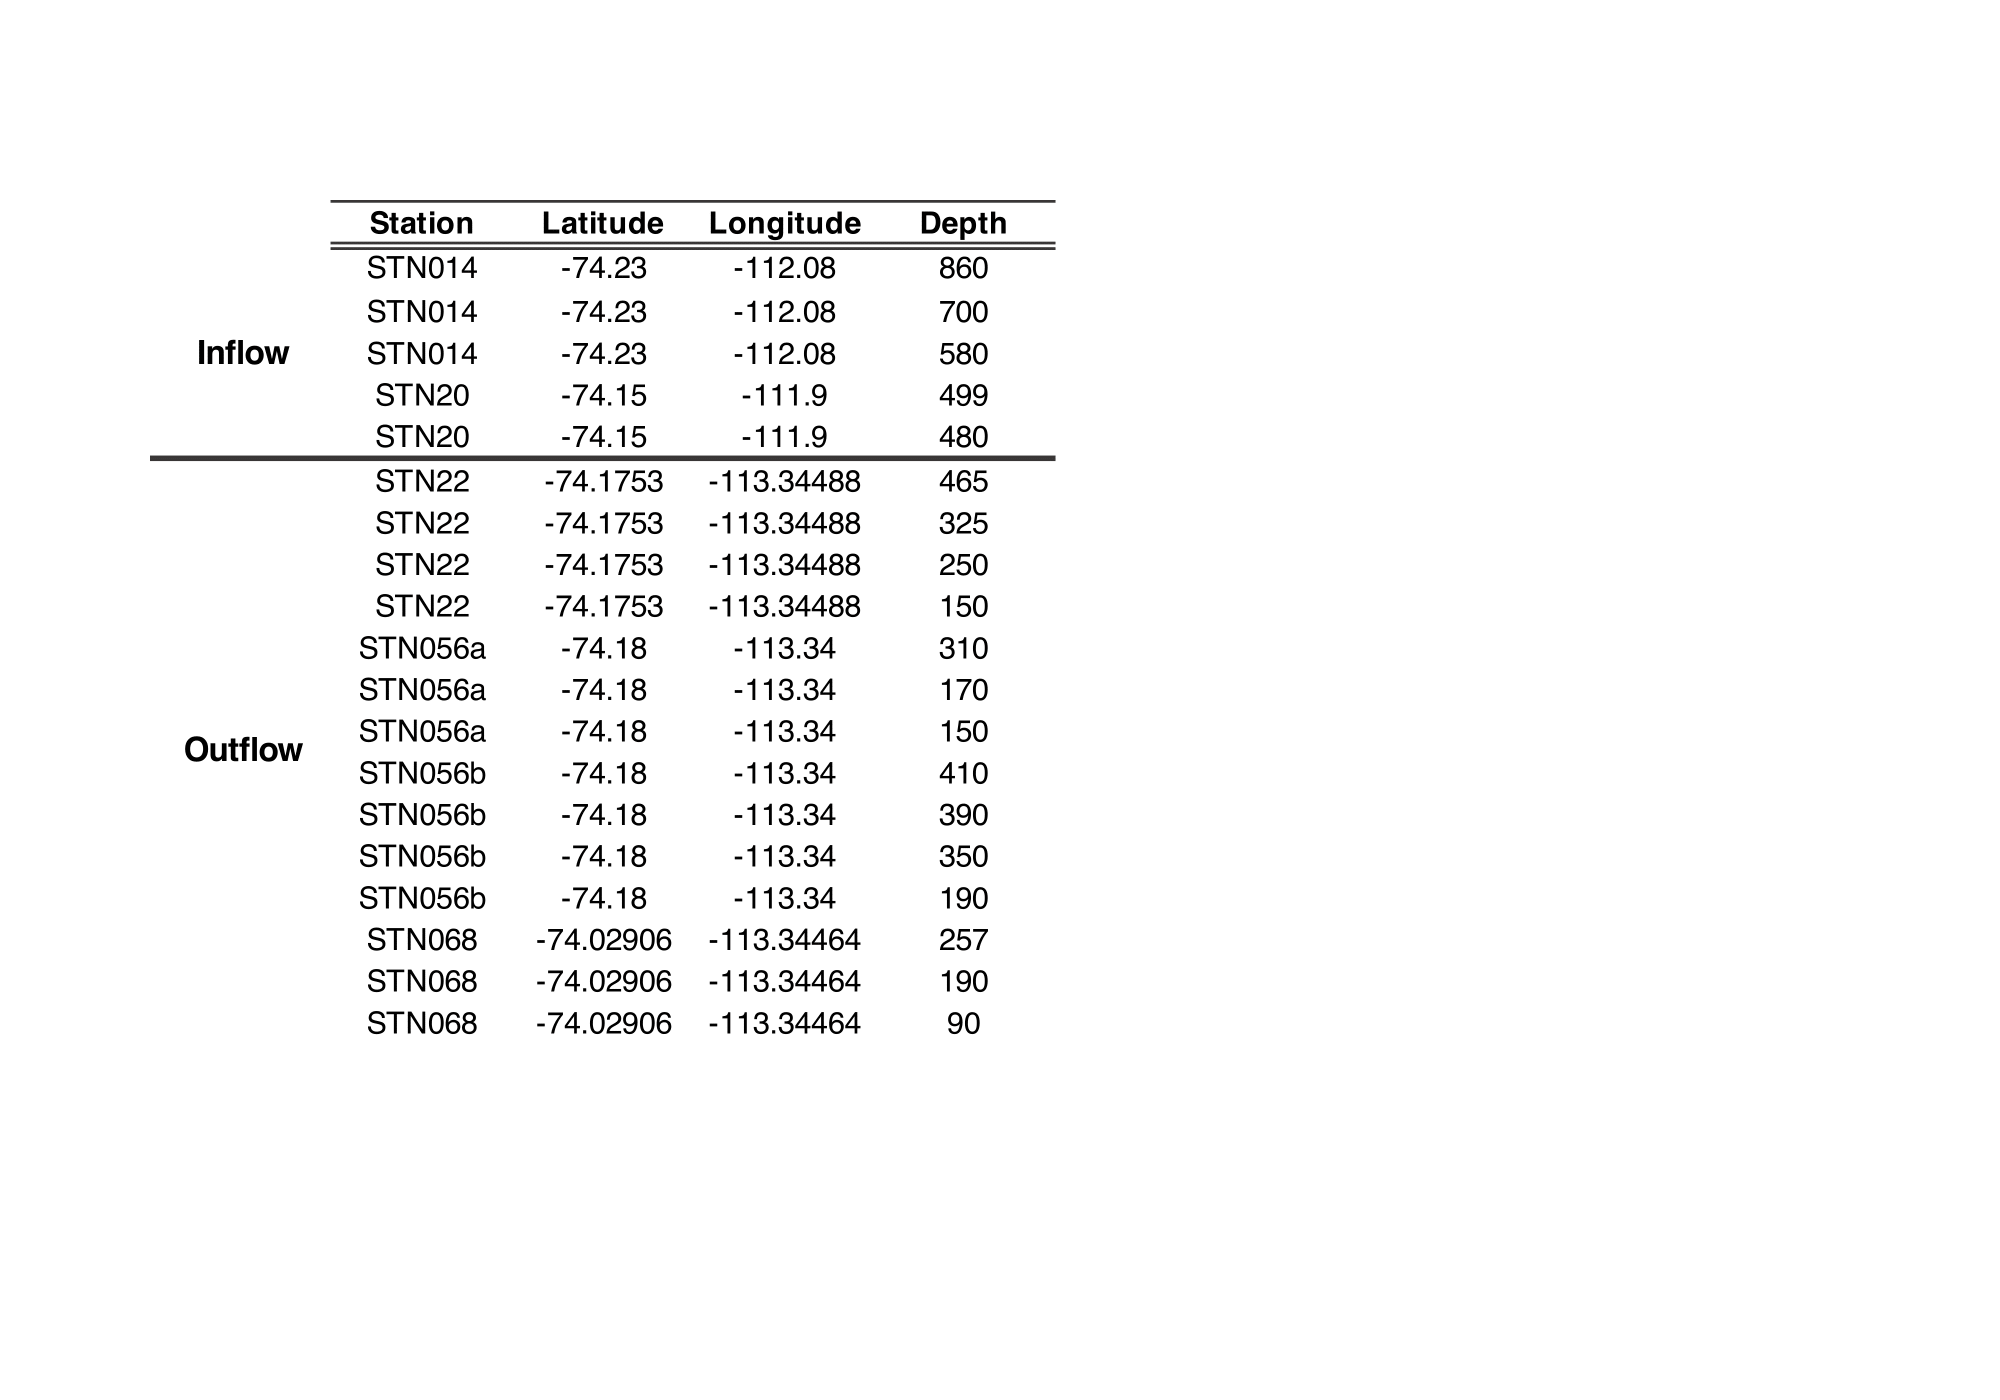 Station Latitude Longitude Depth
STN014 -74.23 -112.08 860
STN014 -74.23 -112.08 700
Inflow STN014 -74.23 -112.08 580
STN20 -74.15 -111.9 499
STN20 -74.15 -111.9 480
STN22 -74.1753 -113.34488 465
STN22 -74.1753 -113.34488 325
STN22 -74.1753 -113.34488 250
STN22 -74.1753 -113.34488 150
STN056a -74.18 -113.34 310
STN056a -74.18 -113.34 170
STN056a -74.18 -113.34 150
Outflow
STN056b -74.18 -113.34 410
STN056b -74.18 -113.34 390
STN056b -74.18 -113.34 350
STN056b -74.18 -113.34 190
STN068 -74.02906 -113.34464 257
STN068 -74.02906 -113.34464 190
STN068 -74.02906 -113.34464 90